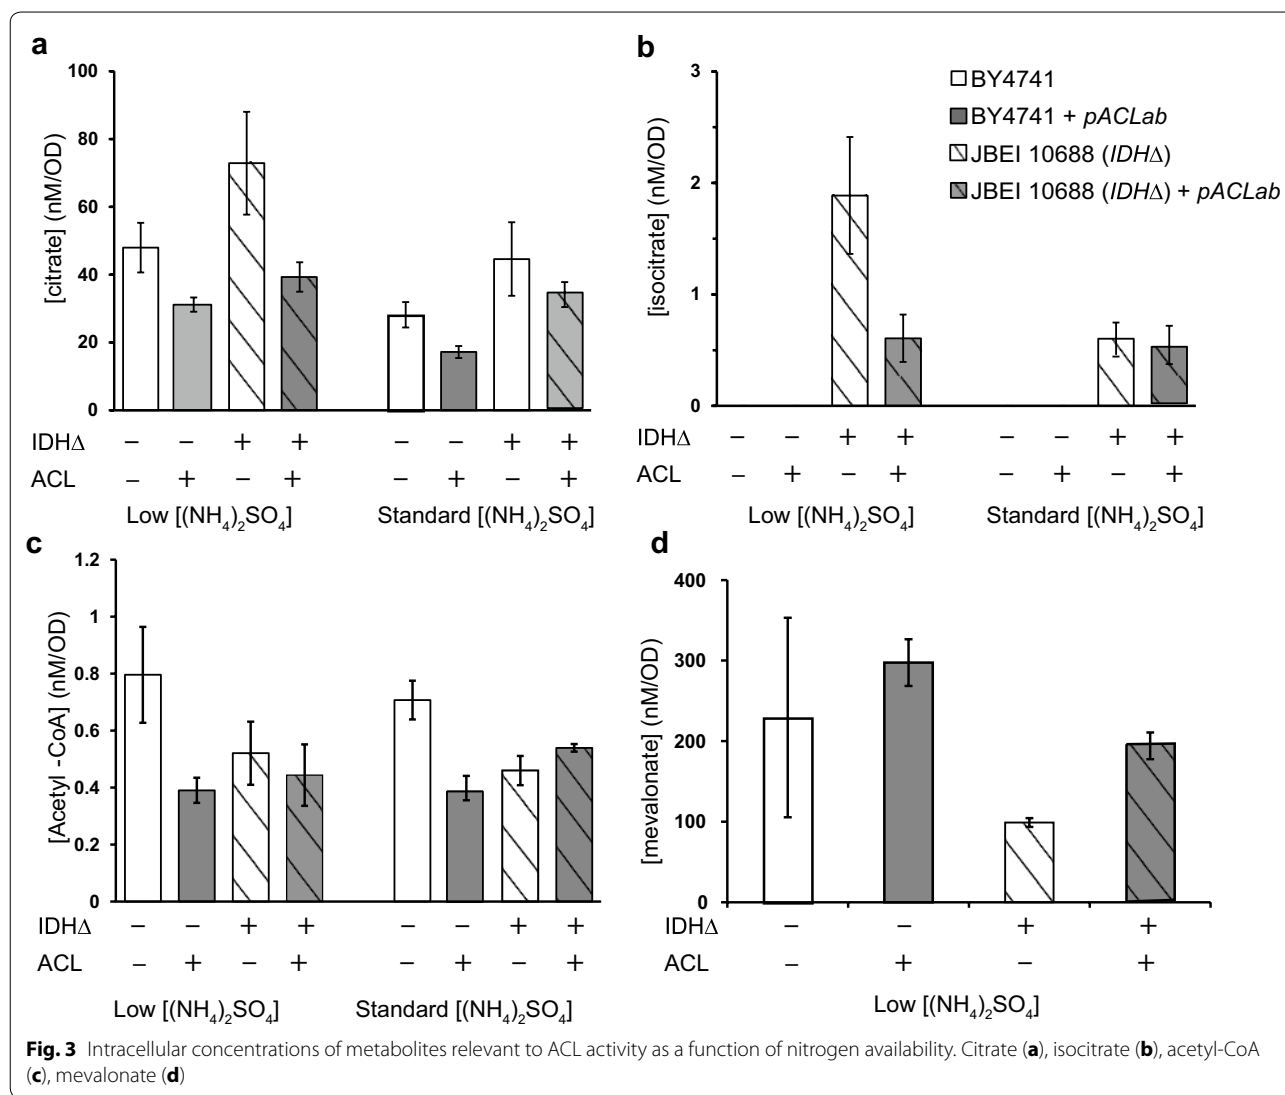 a
100
80
60
40
20
0
[citrate] (nM/OD)
IDHΔ – – + + – – + +
ACL – + – + – + – +
Low [(NH4)2SO4] Standard [(NH4)2SO4]
b
3
2
1
0
[isocitrate] (nM/OD)
BY4741
BY4741 + pACLab
JBEI 10688 (IDHΔ)
JBEI 10688 (IDHΔ) + pACLab
IDHΔ – – + + – – + +
ACL – + – + – + – +
Low [(NH4)2SO4] Standard [(NH4)2SO4]
c
1.2
1
0.8
0.6
0.4
0.2
0
[Acetyl -CoA] (nM/OD)
IDHΔ – – + + – – + +
ACL – + – + – + – +
Low [(NH4)2SO4] Standard [(NH4)2SO4]
d
400
300
200
100
0
[mevalonate] (nM/OD)
IDHΔ – – + +
ACL – + – +
Low [(NH4)2SO4]
Fig. 3 Intracellular concentrations of metabolites relevant to ACL activity as a function of nitrogen availability. Citrate (a), isocitrate (b), acetyl-CoA
(c), mevalonate (d)